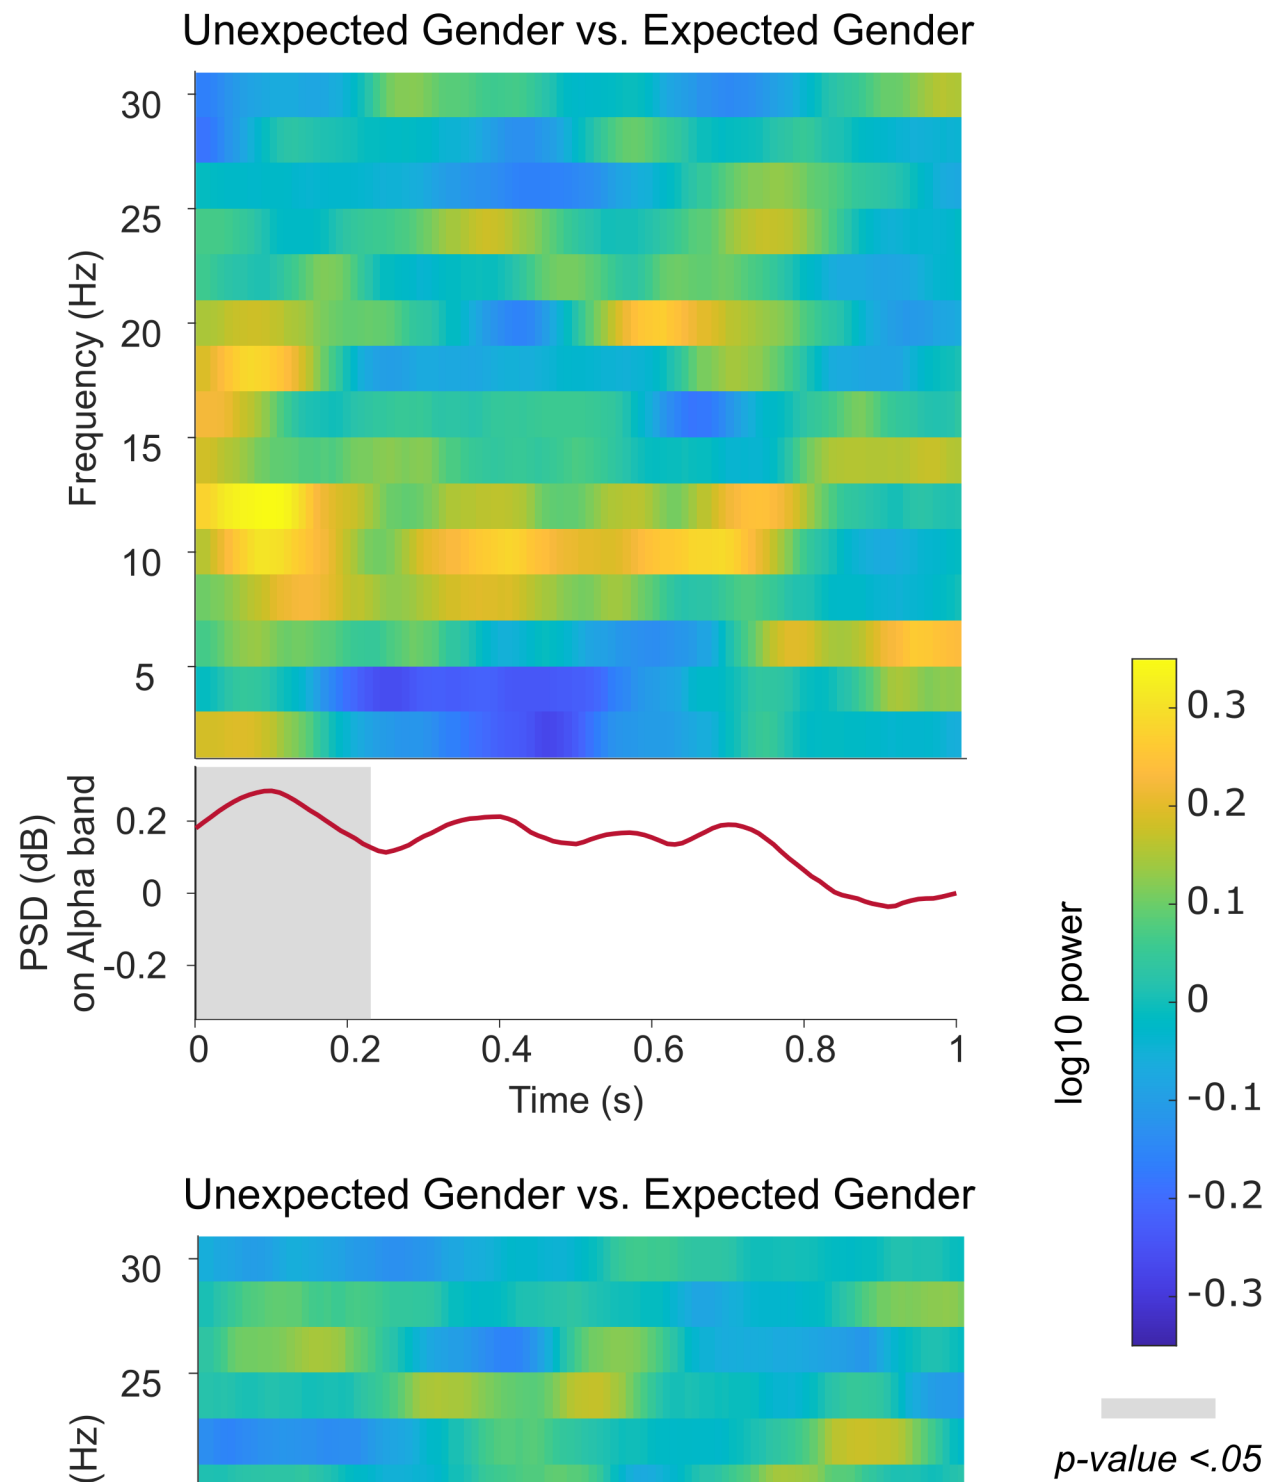 Unexpected Gender vs. Expected Gender
30
25
20
15
10
5
Frequency (Hz)
PSD (dB)
on Alpha band
0.2
0
-0.2
0 0.2 0.4 0.6 0.8 1
Time (s)
log10 power
0.3
0.2
0.1
0
-0.1
-0.2
-0.3
p-value <.05
Unexpected Gender vs. Expected Gender
30
25
(Hz)